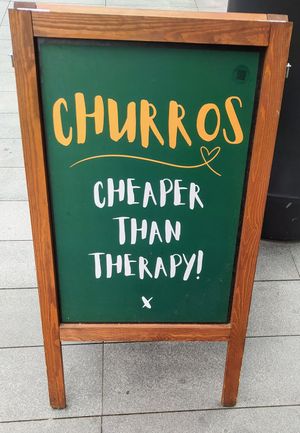 CHURROS
CHEAPER
THAN
THERAPY!
x